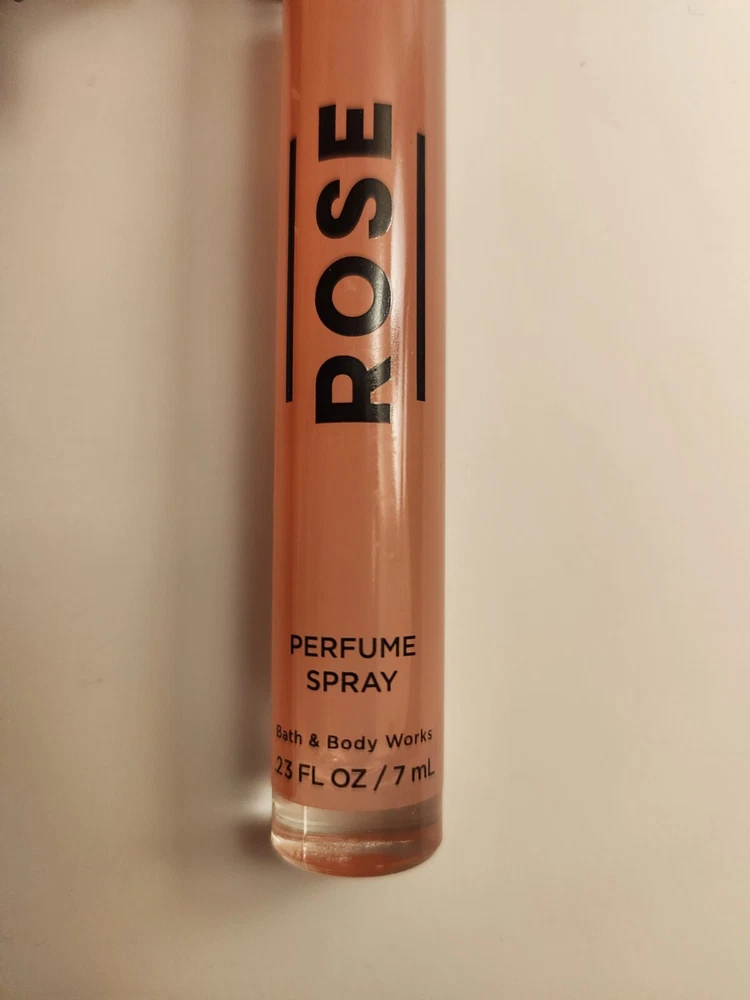 ROSE
PERFUME
SPRAY
Bath & Body Works
.23 FL OZ / 7 mL